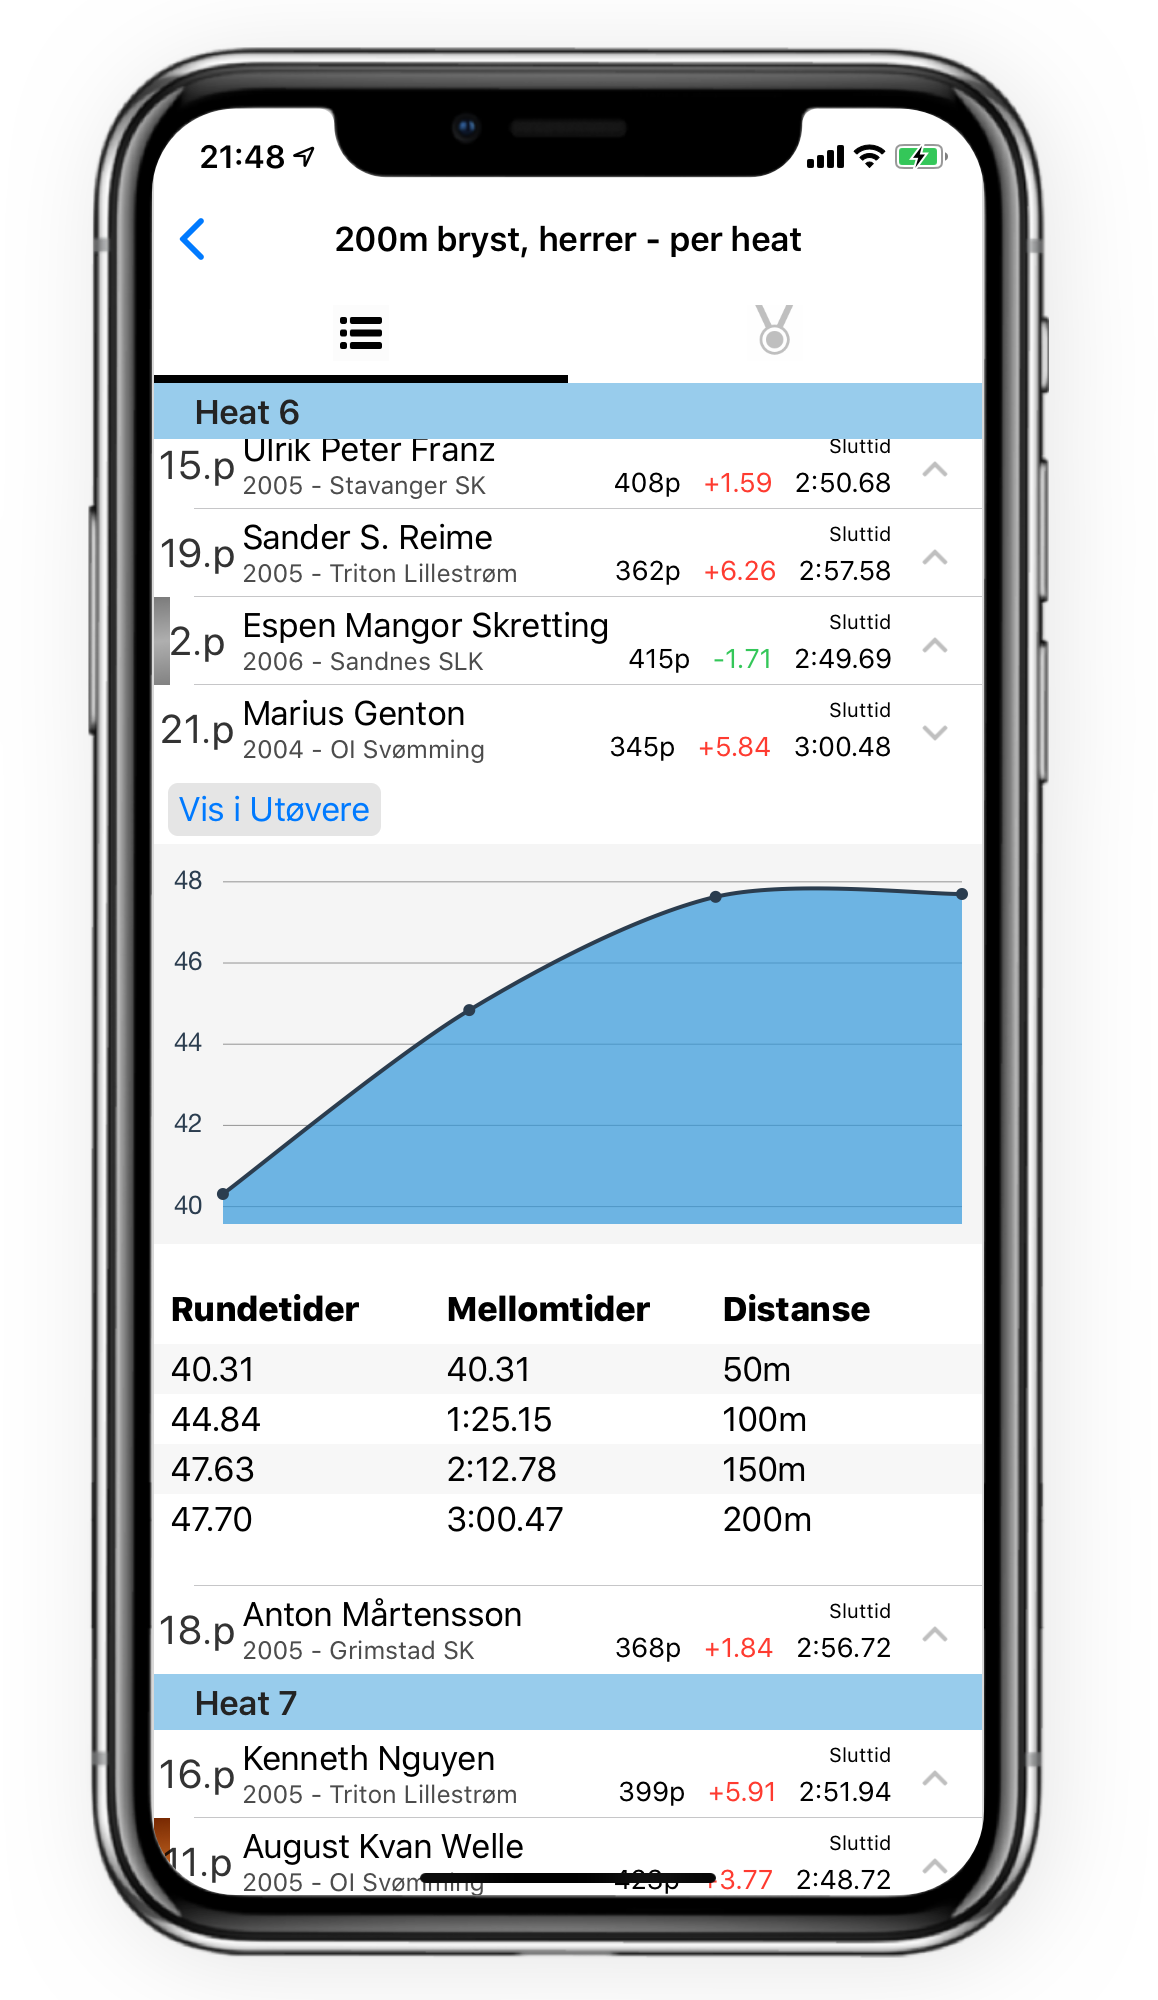 21:48
200m bryst, herrer - per heat
Heat 6
15.p Ulrik Peter Franz Sluttid
2005 - Stavanger SK 408p +1.59 2:50.68
19.p Sander S. Reime Sluttid
2005 - Triton Lillestrøm 362p +6.26 2:57.58
2.p Espen Mangor Skretting Sluttid
2006 - Sandnes SLK 415p -1.71 2:49.69
21.p Marius Genton Sluttid
2004 - OI Svømming 345p +5.84 3:00.48
Vis i Utøvere
48
46
44
42
40
Rundetider Mellomtider Distanse
40.31 40.31 50m
44.84 1:25.15 100m
47.63 2:12.78 150m
47.70 3:00.47 200m
18.p Anton Mårtensson Sluttid
2005 - Grimstad SK 368p +1.84 2:56.72
Heat 7
16.p Kenneth Nguyen Sluttid
2005 - Triton Lillestrøm 399p +5.91 2:51.94
11.p August Kvan Welle Sluttid
2005 - OI Svømming 423p +3.77 2:48.72